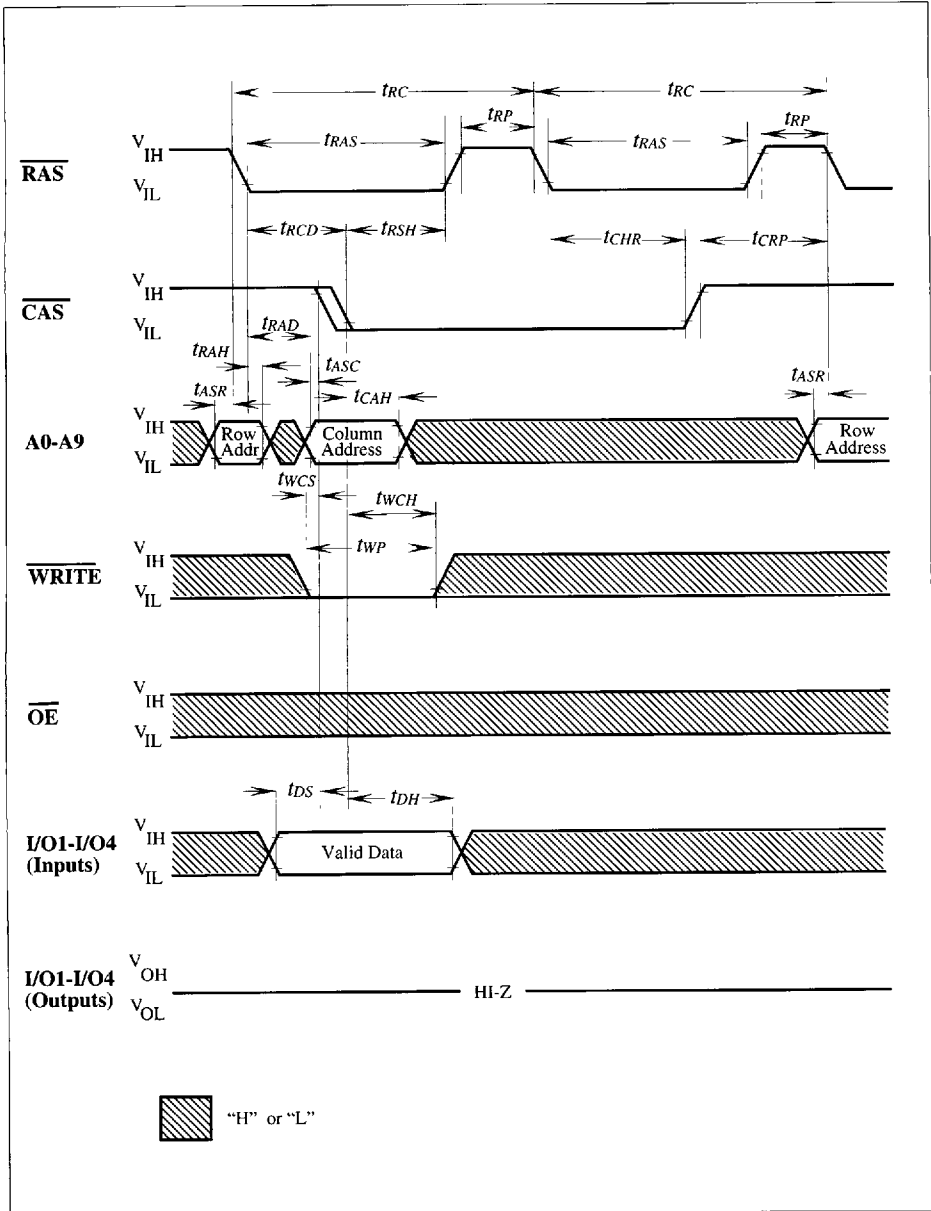 tRC tRC
tRP tRP
tRAS tRAS
RAS VIH
VIL
tRCD tRSH tCHR tCRP
CAS VIH
VIL
tRAD
tRAH tASC
tASR tCAH tASR
A0-A9 VIH
VIL
Row Addr
Column Address
Row Address
tWCS tWCH
tWP
WRITE VIH
VIL
OE VIH
VIL
tDS tDH
I/O1-I/O4 (Inputs) VIH
VIL
Valid Data
I/O1-I/O4 (Outputs) VOH
VOL
HI-Z
“H” or “L”